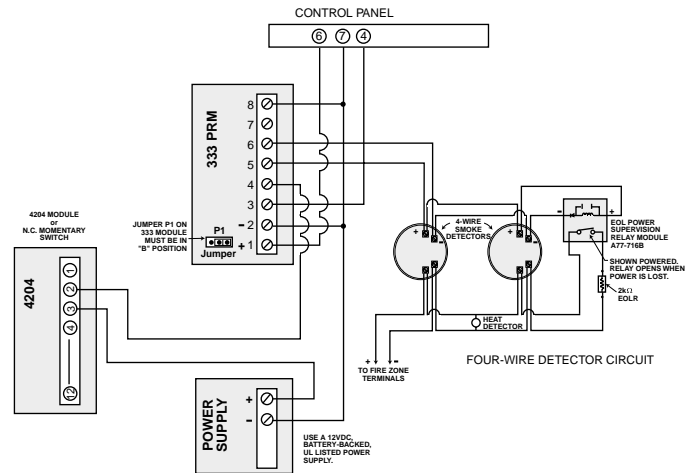 CONTROL PANEL
6 7 4
333 PRM
8
7
6
5
4
3
- 2
+ 1
JUMPER P1 ON
333 MODULE
MUST BE IN
"B" POSITION
P1
Jumper
4204 MODULE
or
N.C. MOMENTARY
SWITCH
4204
1
2
3
4
12
POWER
SUPPLY
+
-
USE A 12VDC,
BATTERY-BACKED,
UL LISTED POWER
SUPPLY.
4-WIRE
SMOKE
DETECTORS
+
-
+
-
- +
EOL POWER
SUPERVISION
RELAY MODULE
A77-716B
SHOWN POWERED.
RELAY OPENS WHEN
POWER IS LOST.
2kΩ
EOLR
HEAT
DETECTOR
+ -
TO FIRE ZONE
TERMINALS
FOUR-WIRE DETECTOR CIRCUIT